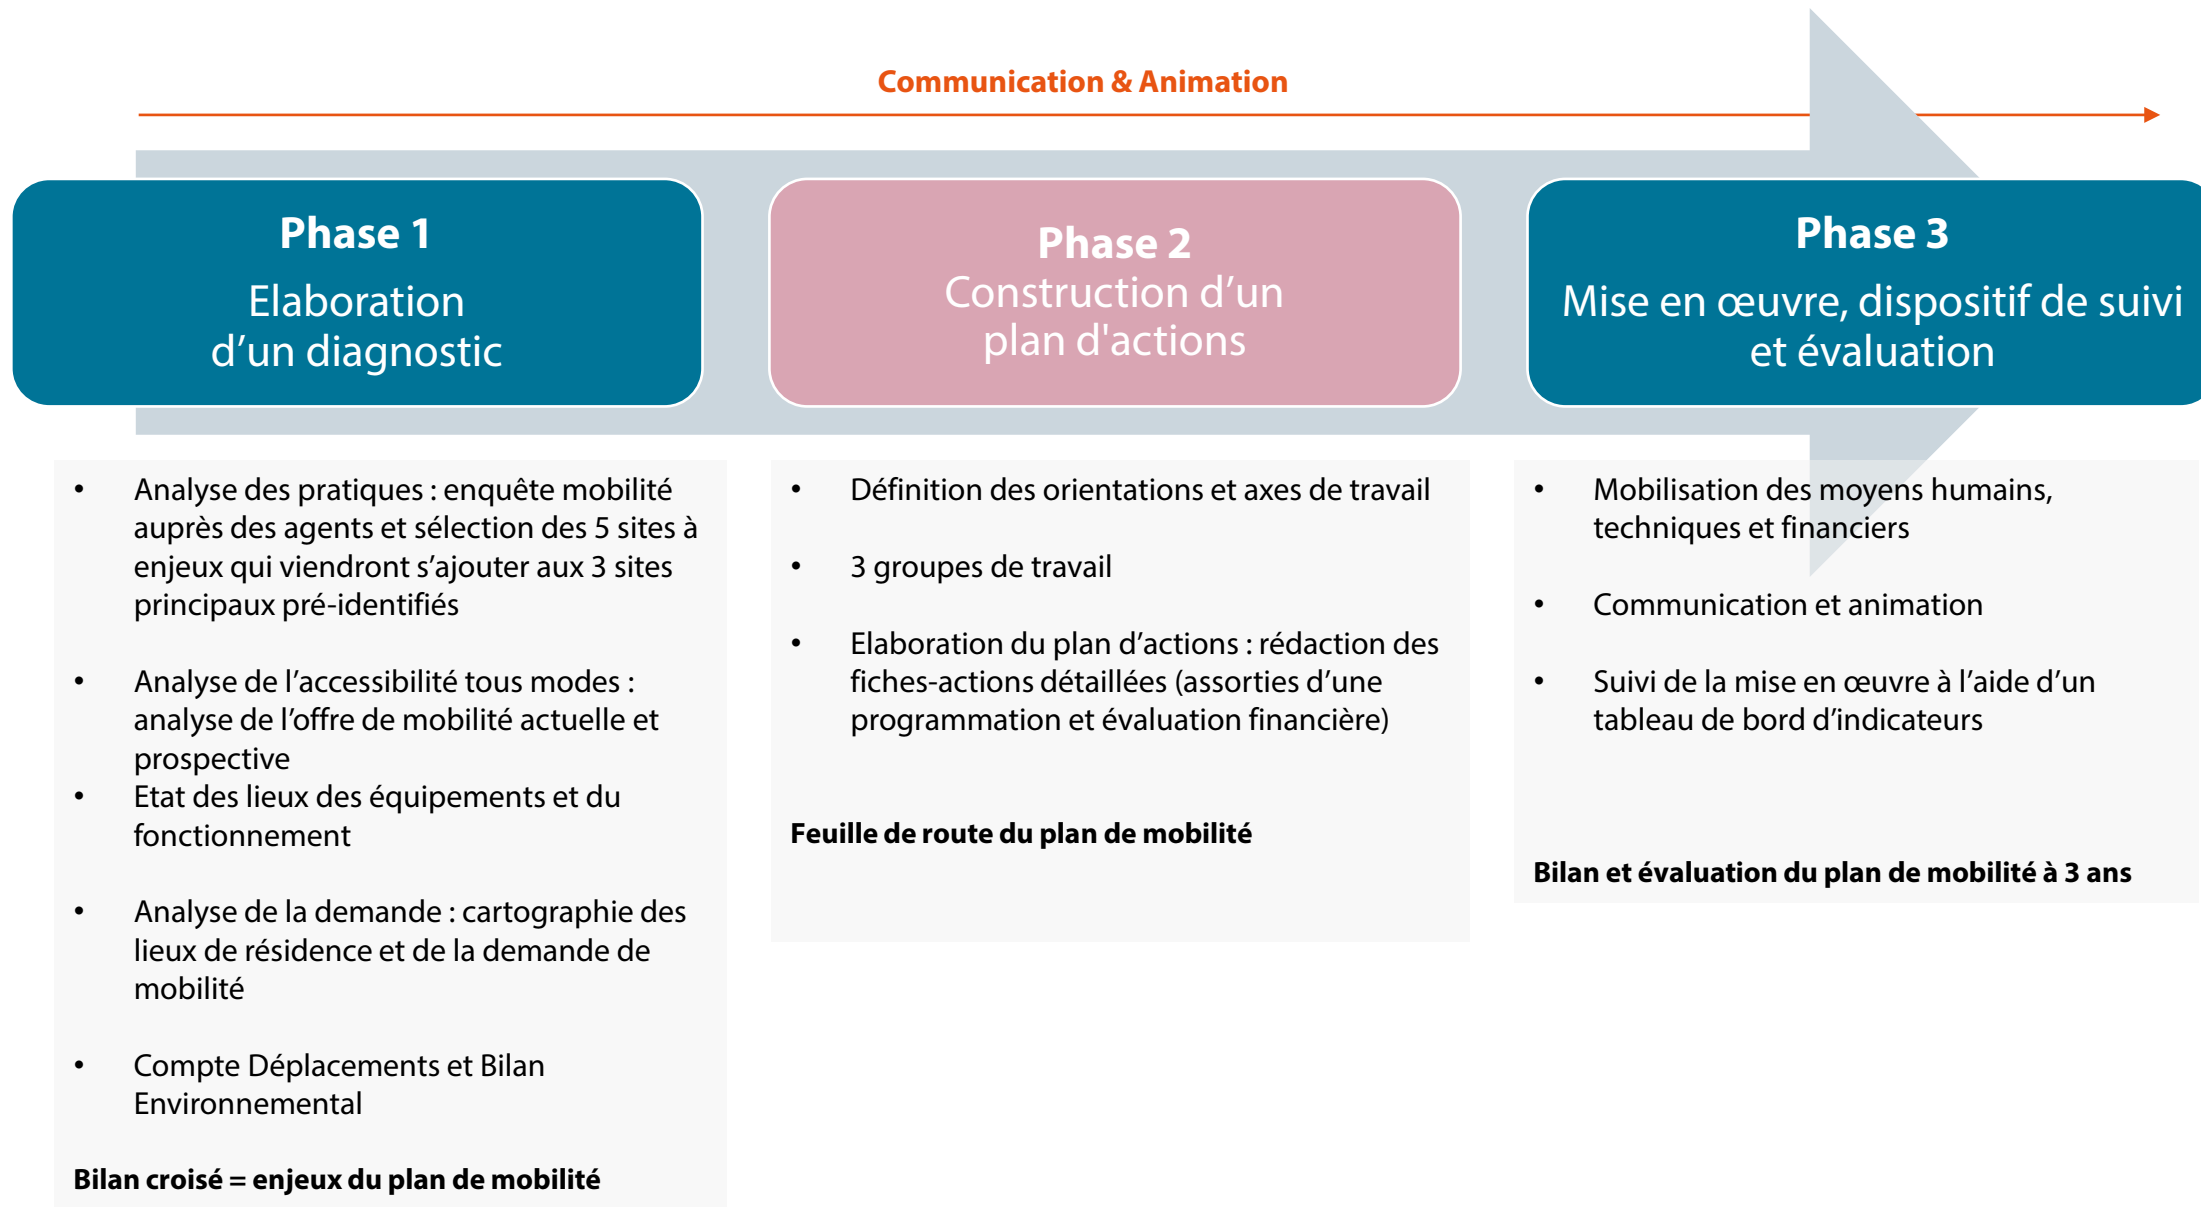 Communication & Animation
Phase 1
Elaboration
d’un diagnostic
Phase 2
Construction d’un
plan d'actions
Phase 3
Mise en œuvre, dispositif de suivi
et évaluation
• Analyse des pratiques : enquête mobilité
auprès des agents et sélection des 5 sites à
enjeux qui viendront s’ajouter aux 3 sites
principaux pré-identifiés
• Analyse de l’accessibilité tous modes :
analyse de l’offre de mobilité actuelle et
prospective
• Etat des lieux des équipements et du
fonctionnement
• Analyse de la demande : cartographie des
lieux de résidence et de la demande de
mobilité
• Compte Déplacements et Bilan
Environnemental
Bilan croisé = enjeux du plan de mobilité
• Définition des orientations et axes de travail
• 3 groupes de travail
• Elaboration du plan d’actions : rédaction des
fiches-actions détaillées (assorties d’une
programmation et évaluation financière)
Feuille de route du plan de mobilité
• Mobilisation des moyens humains,
techniques et financiers
• Communication et animation
• Suivi de la mise en œuvre à l’aide d’un
tableau de bord d’indicateurs
Bilan et évaluation du plan de mobilité à 3 ans